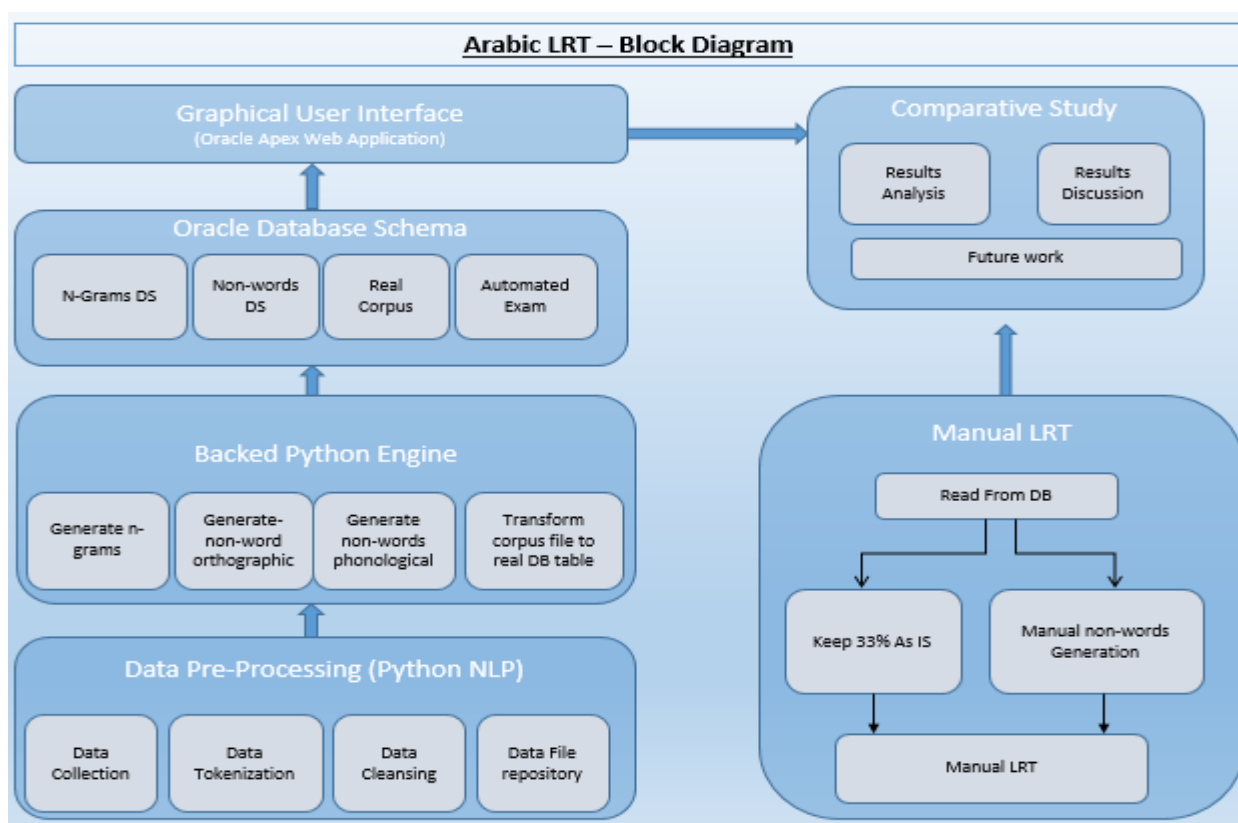 Arabic LRT – Block Diagram
Graphical User Interface
(Oracle Apex Web Application)
Oracle Database Schema
N-Grams DS
Non-words
DS
Real
Corpus
Automated
Exam
Backed Python Engine
Generate n-
grams
Generate-
non-word
orthographic
Generate
non-words
phonological
Transform
corpus file to
real DB table
Data Pre-Processing (Python NLP)
Data
Collection
Data
Tokenization
Data
Cleansing
Data File
repository
Comparative Study
Results
Analysis
Results
Discussion
Future work
Manual LRT
Read From DB
Keep 33% As IS
Manual non-words
Generation
Manual LRT